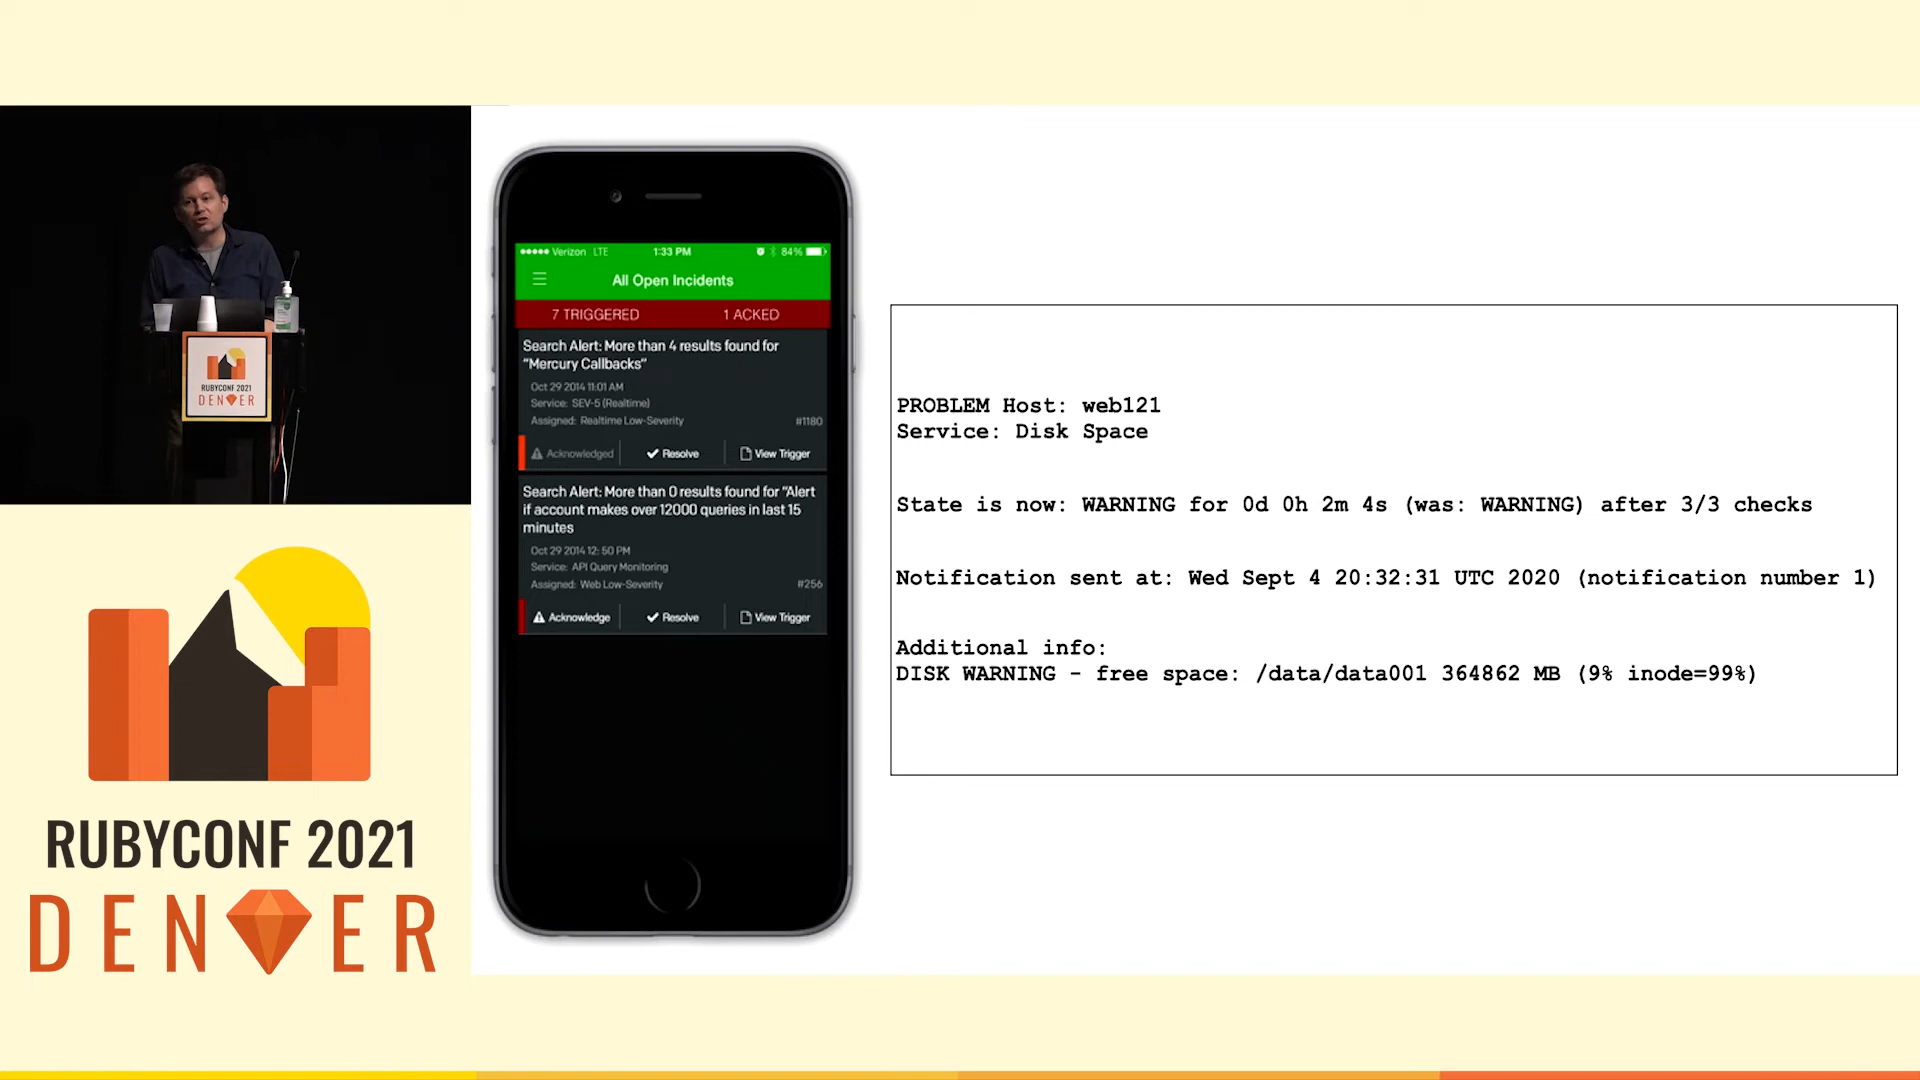 RUBYCONF 2021
DENVER
RUBYCONF 2021
DENVER
Verizon LTE 1:33 PM 84%
All Open Incidents
7 TRIGGERED 1 ACKED
Search Alert: More than 4 results found for
“Mercury Callbacks”
Oct 29 2014 11:01 AM
Service: SEV-5 (Realtime)
Assigned: Realtime Low-Severity #1180
Acknowledged Resolve View Trigger
Search Alert: More than 0 results found for “Alert
if account makes over 12000 queries in last 15
minutes
Oct 29 2014 12: 50 PM
Service: API Query Monitoring
Assigned: Web Low-Severity #256
Acknowledge Resolve View Trigger
PROBLEM Host: web121
Service: Disk Space
State is now: WARNING for 0d 0h 2m 4s (was: WARNING) after 3/3 checks
Notification sent at: Wed Sept 4 20:32:31 UTC 2020 (notification number 1)
Additional info:
DISK WARNING - free space: /data/data001 364862 MB (9% inode=99%)